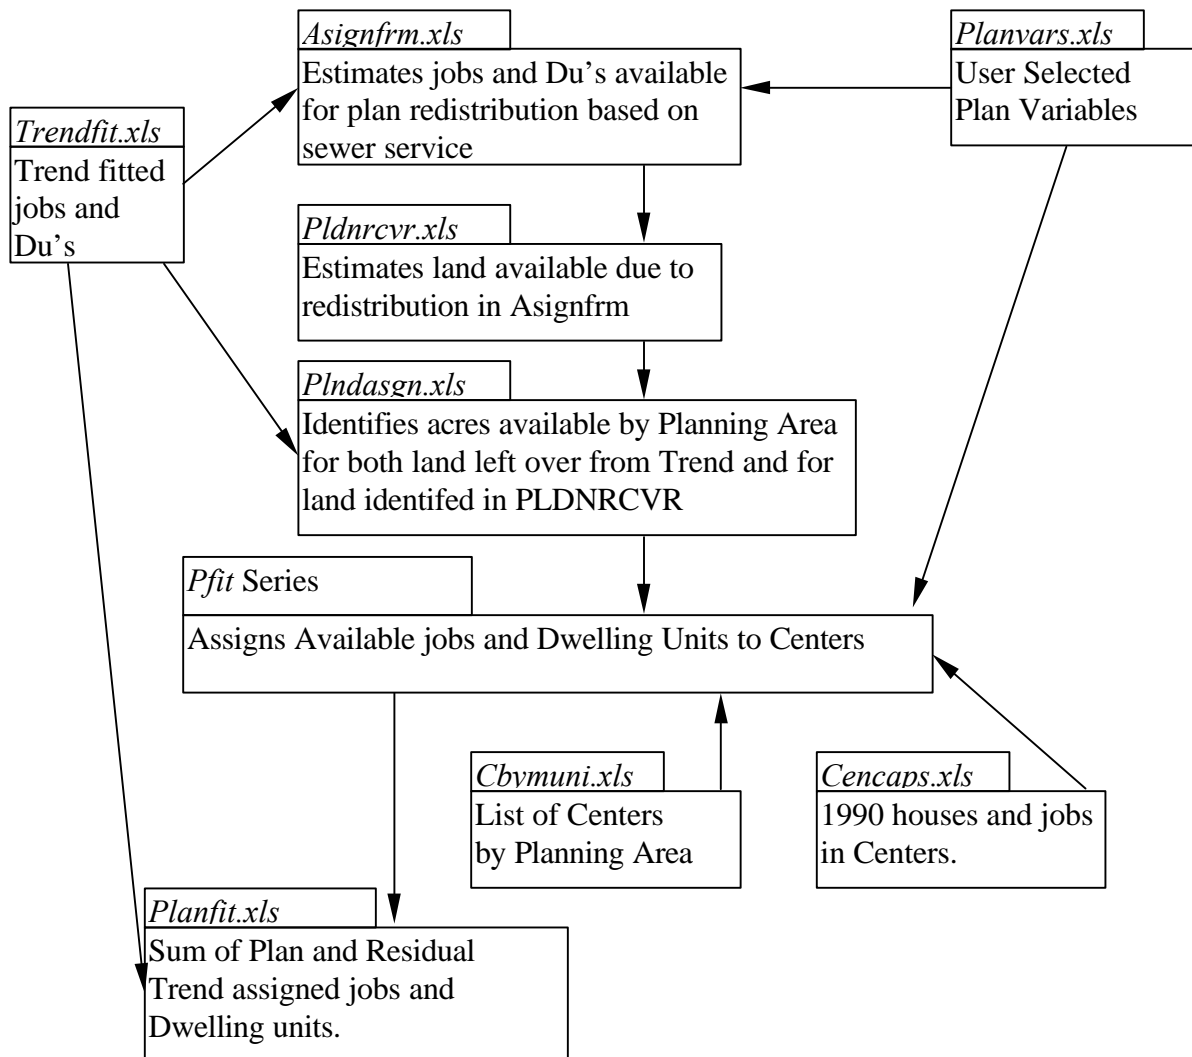 Asignfrm.xls
Estimates jobs and Du's available
for plan redistribution based on
sewer service
Planvars.xls
User Selected
Plan Variables
Trendfit.xls
Trend fitted
jobs and
Du's
Pldnrcvr.xls
Estimates land available due to
redistribution in Asignfrm
Plndasgn.xls
Identifies acres available by Planning Area
for both land left over from Trend and for
land identifed in PLDNRCVR
Pfit Series
Assigns Available jobs and Dwelling Units to Centers
Cbymuni.xls
List of Centers
by Planning Area
Cencaps.xls
1990 houses and jobs
in Centers.
Planfit.xls
Sum of Plan and Residual
Trend assigned jobs and
Dwelling units.